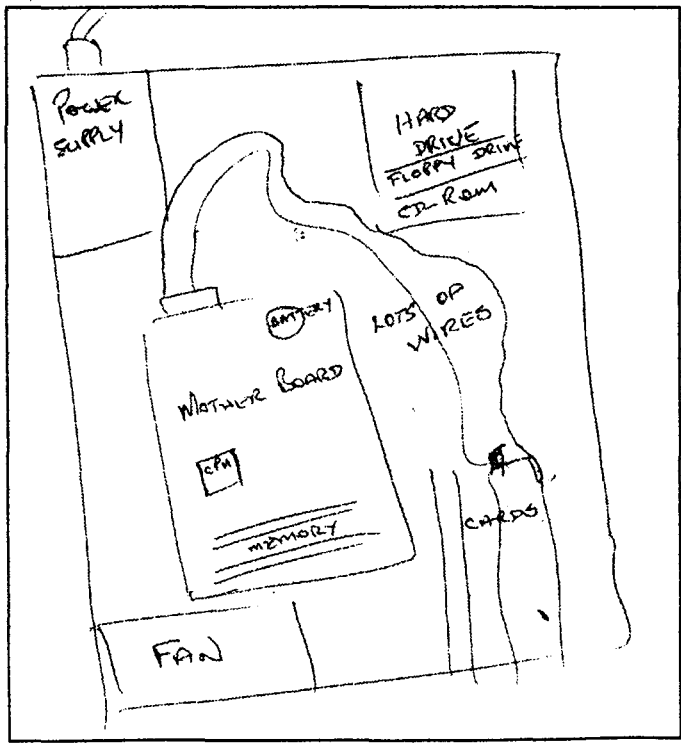 POWER
SUPPLY
HARD
DRIVE
FLOPPY DRIVE
CD-ROM
BATTERY
LOTS OF
WIRES
MOTHER BOARD
CPU
CARDS
MEMORY
FAN